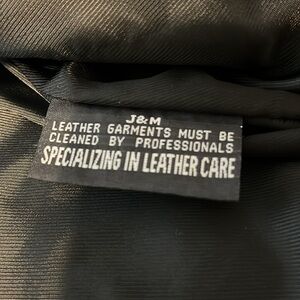 J&M
LEATHER GARMENTS MUST BE
CLEANED BY PROFESSIONALS
SPECIALIZING IN LEATHER CARE